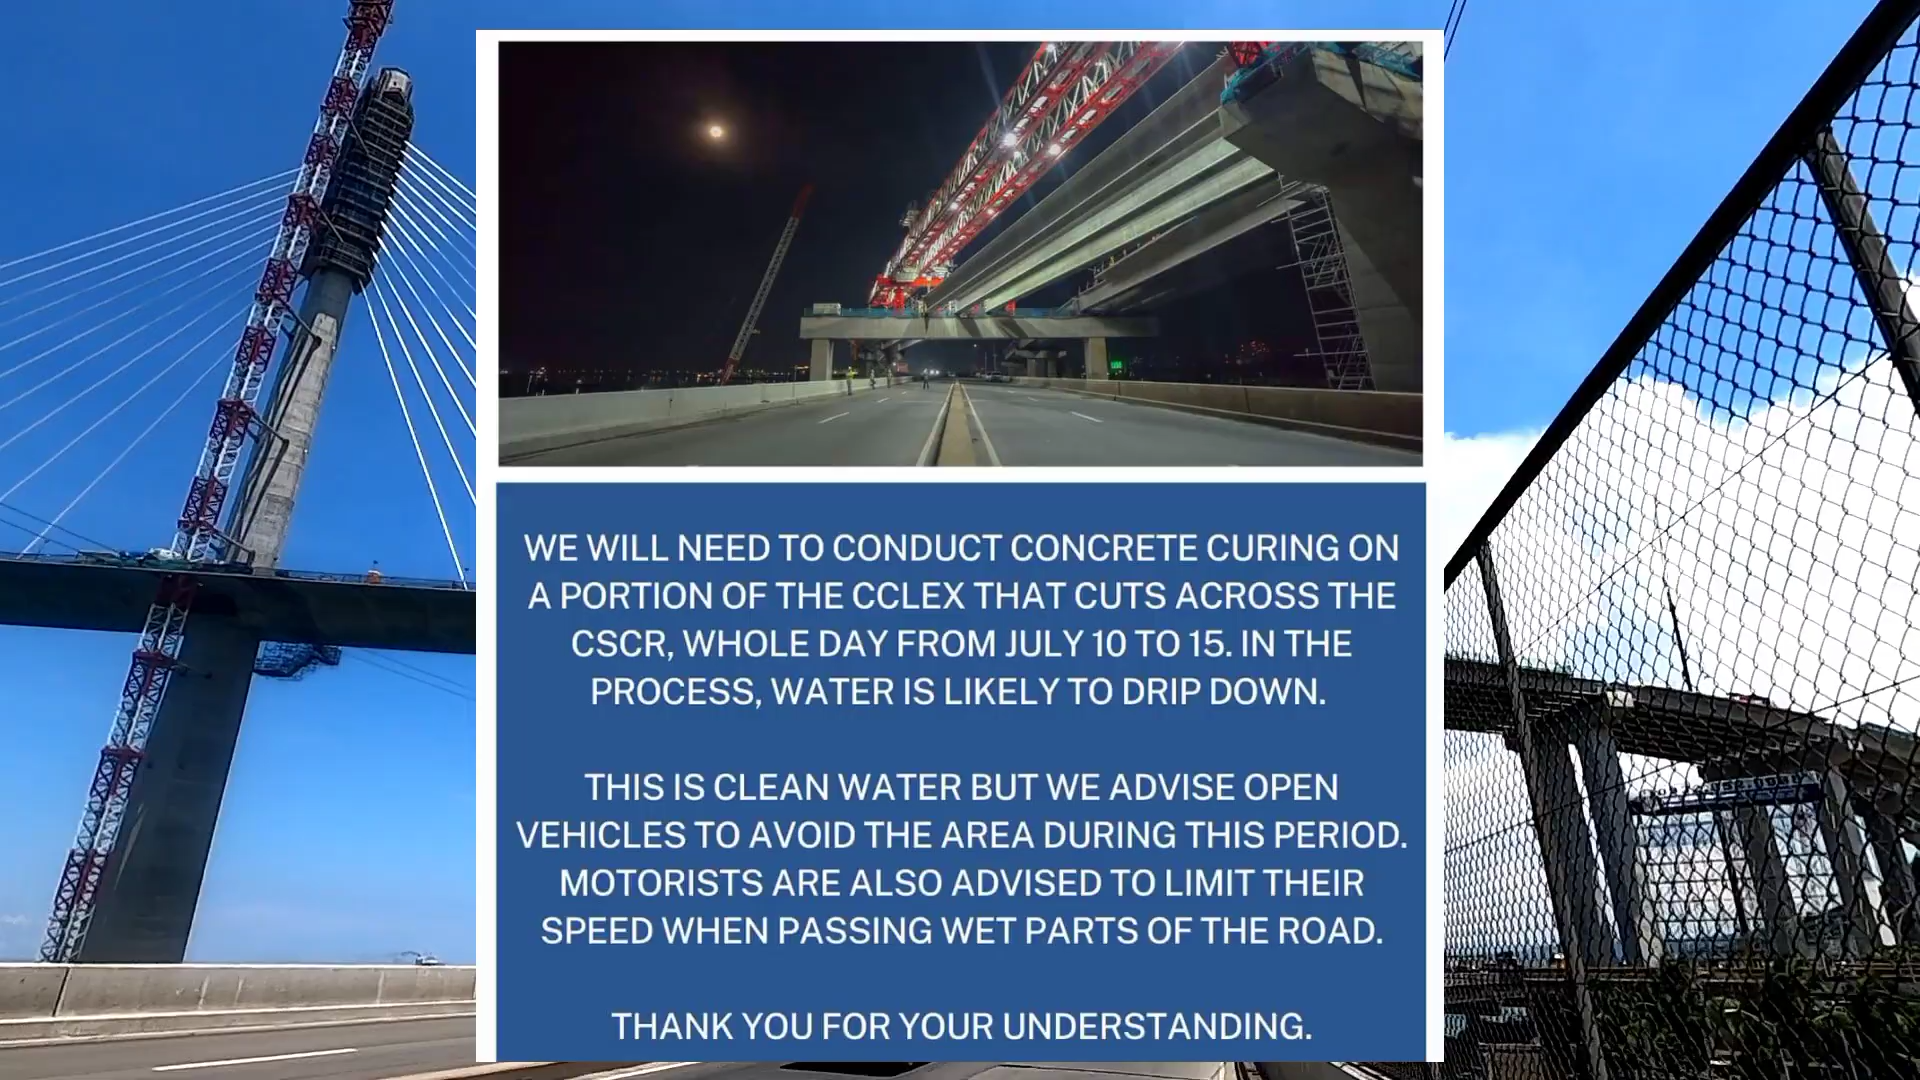 WE WILL NEED TO CONDUCT CONCRETE CURING ON
A PORTION OF THE CCLEX THAT CUTS ACROSS THE
CSCR, WHOLE DAY FROM JULY 10 TO 15. IN THE
PROCESS, WATER IS LIKELY TO DRIP DOWN.
THIS IS CLEAN WATER BUT WE ADVISE OPEN
VEHICLES TO AVOID THE AREA DURING THIS PERIOD.
MOTORISTS ARE ALSO ADVISED TO LIMIT THEIR
SPEED WHEN PASSING WET PARTS OF THE ROAD.
THANK YOU FOR YOUR UNDERSTANDING.